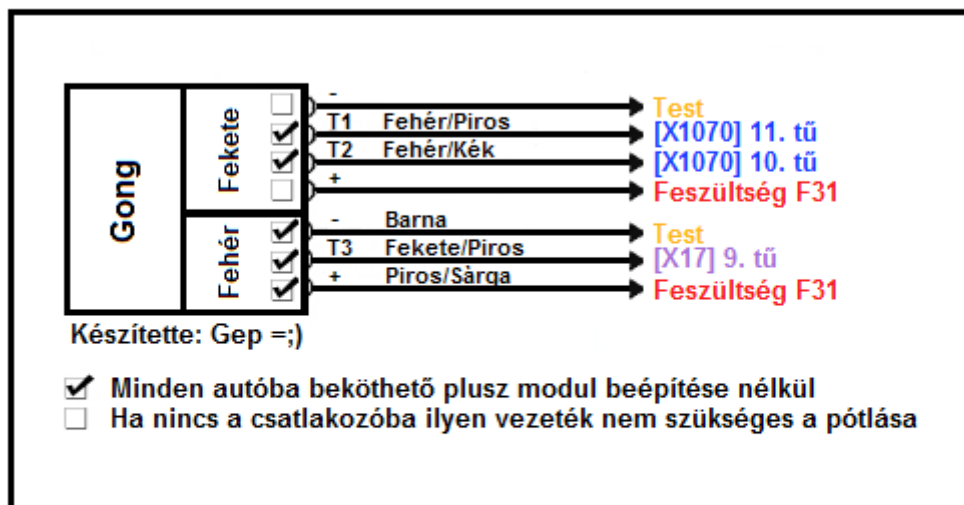 Gong
Fekete
- Test
T1 Fehér/Piros [X1070] 11. tű
T2 Fehér/Kék [X1070] 10. tű
+ Feszültség F31
Fehér
- Barna Test
T3 Fekete/Piros [X17] 9. tű
+ Piros/Sàrga Feszültség F31
Készítette: Gep =;)
Minden autóba beköthető plusz modul beépítése nélkül
Ha nincs a csatlakozóba ilyen vezeték nem szükséges a pótlása